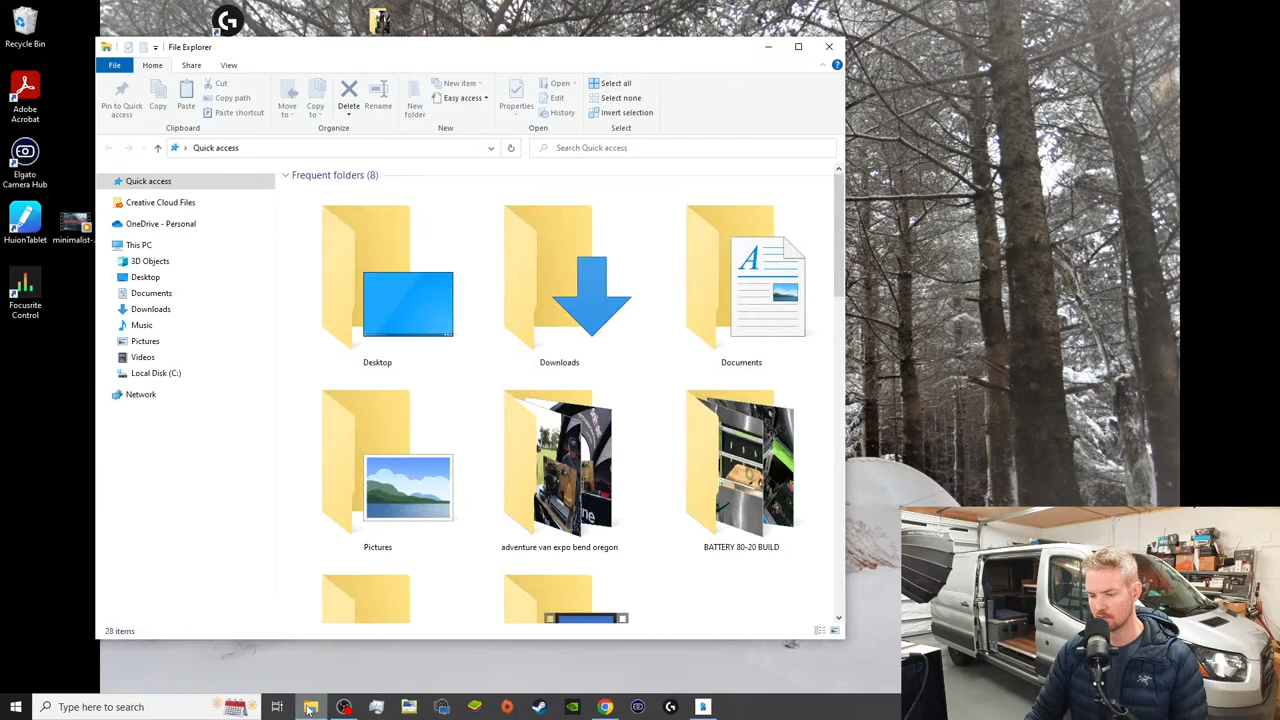 Recycle Bin
Adobe
Acrobat
Elgato
Camera Hub
HuionTablet
minimalist-...
Focusrite
Control
File Explorer
File
Home
Share
View
Pin to Quick
access
Copy
Paste
Cut
Copy path
Paste shortcut
Clipboard
Move
to
Copy
to
Delete
Rename
Organize
New
folder
New item
Easy access
New
Properties
Open
Edit
History
Open
Select all
Select none
Invert selection
Select
Quick access
Search Quick access
Quick access
Creative Cloud Files
OneDrive - Personal
This PC
3D Objects
Desktop
Documents
Downloads
Music
Pictures
Videos
Local Disk (C:)
Network
Frequent folders (8)
Desktop
Downloads
Documents
Pictures
adventure van expo bend oregon
BATTERY 80-20 BUILD
28 items
Type here to search